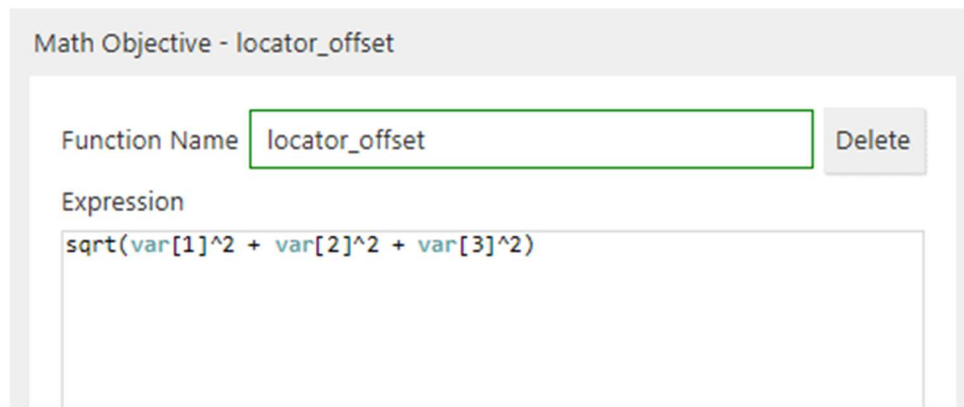 Math Objective - locator_offset
Function Name locator_offset Delete
Expression
sqrt(var[1]^2 + var[2]^2 + var[3]^2)